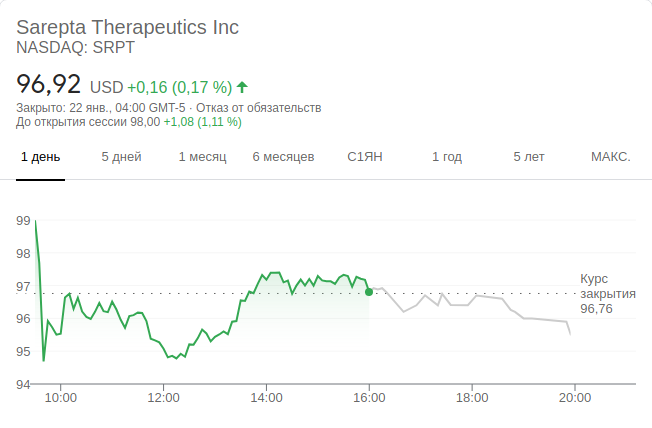 Sarepta Therapeutics Inc
NASDAQ: SRPT
96,92 USD +0,16 (0,17 %)
Закрыто: 22 янв., 04:00 GMT-5 · Отказ от обязательств
До открытия сессии 98,00 +1,08 (1,11 %)
1 день 5 дней 1 месяц 6 месяцев С1ЯН 1 год 5 лет МАКС.
99
98
97
96
95
94
Курс
закрытия
96,76
10:00 12:00 14:00 16:00 18:00 20:00